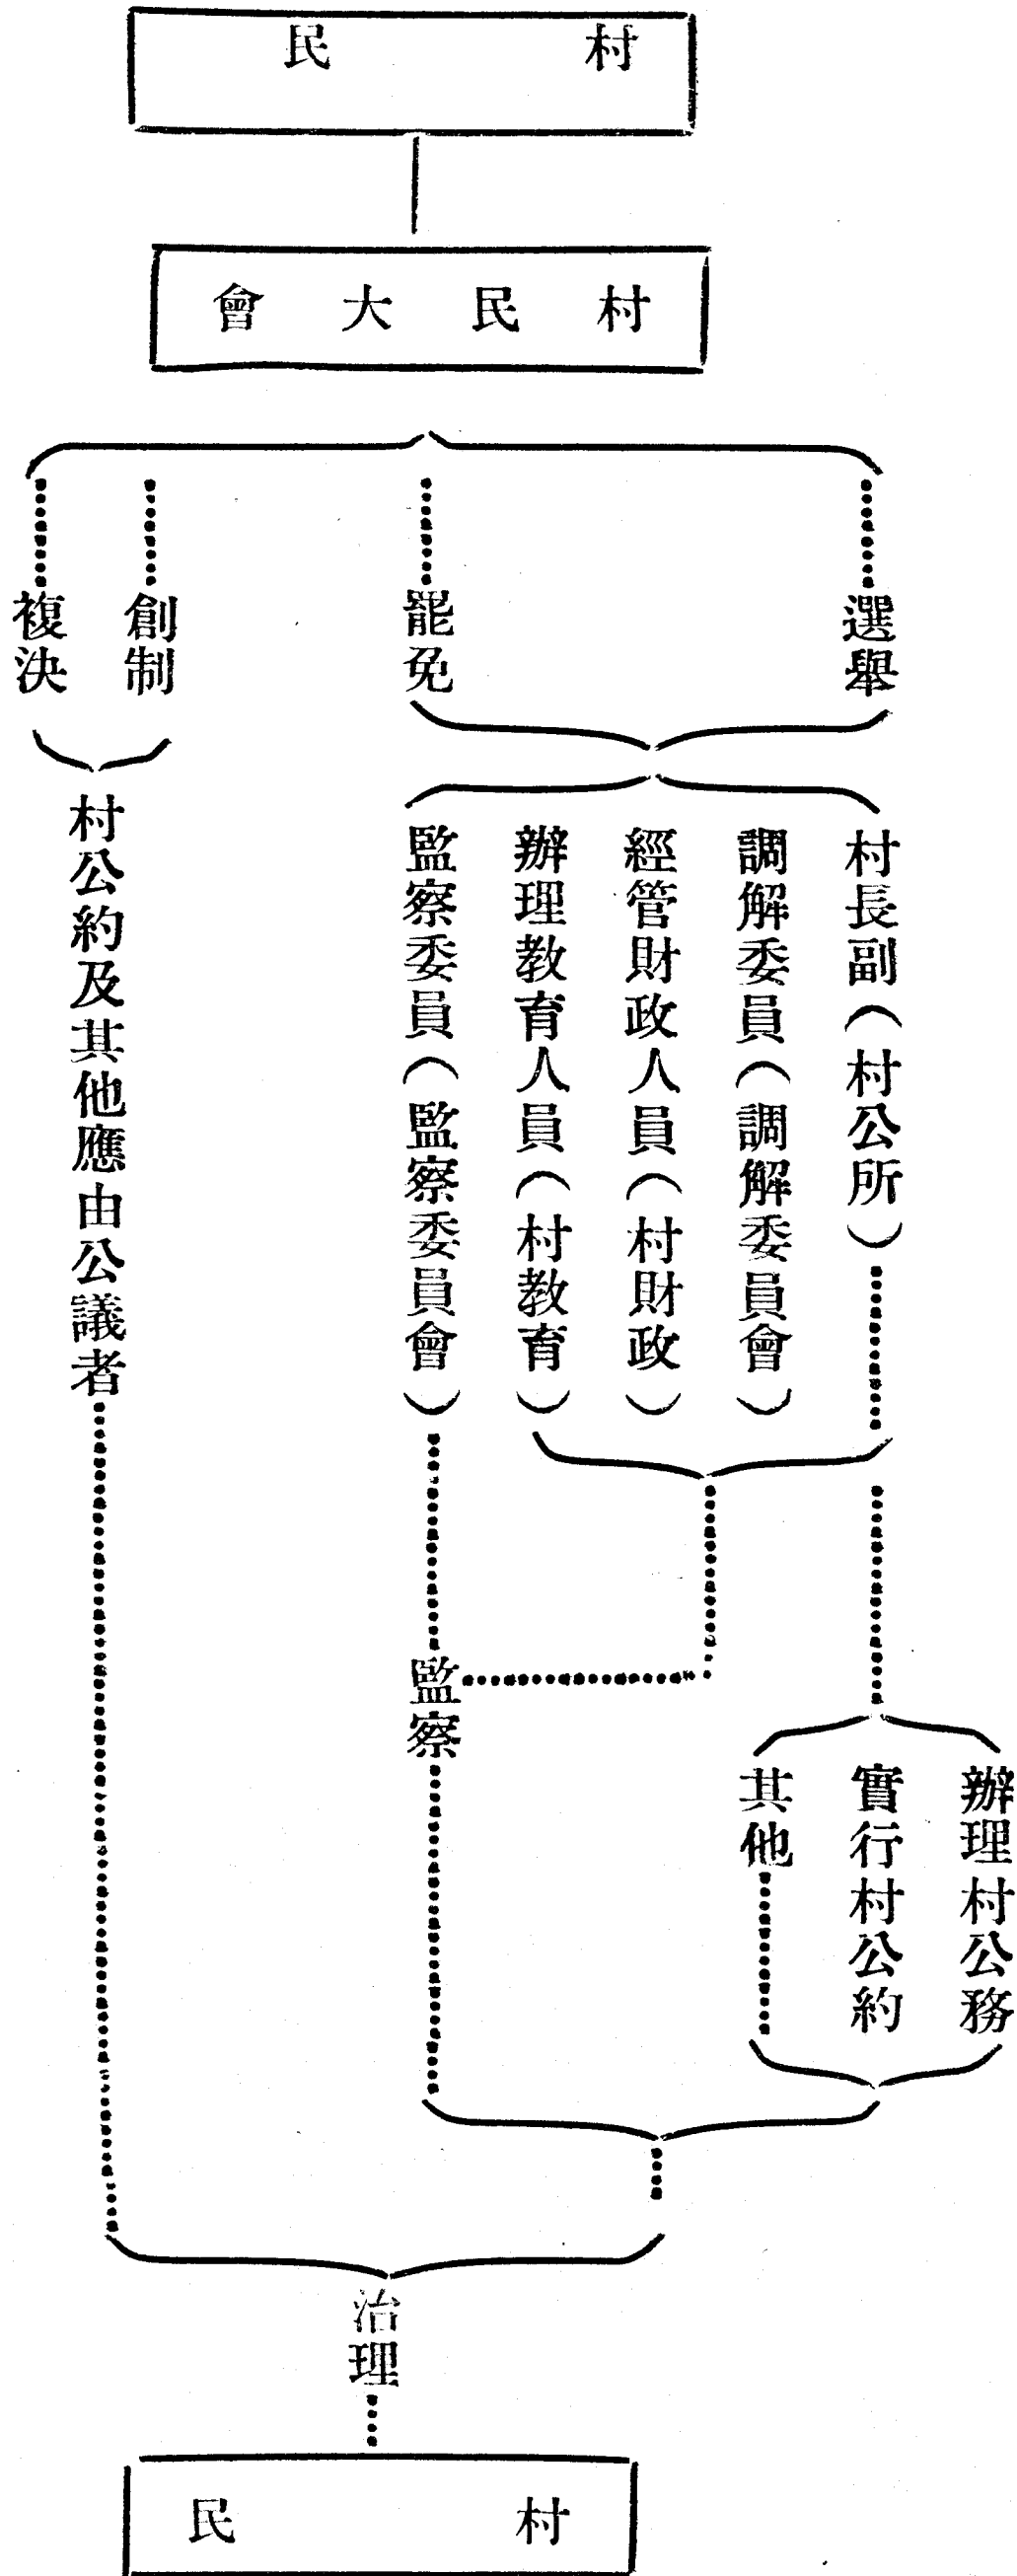 村民
村民大會
選舉
罷免
創制
複決
村長副（村公所）
調解委員（調解委員會）
經管財政人員（村財政）
辦理教育人員（村教育）
監察委員（監察委員會）
村公約及其他應由公議者
辦理村公務
實行村公約
其他
監察
治理
村民